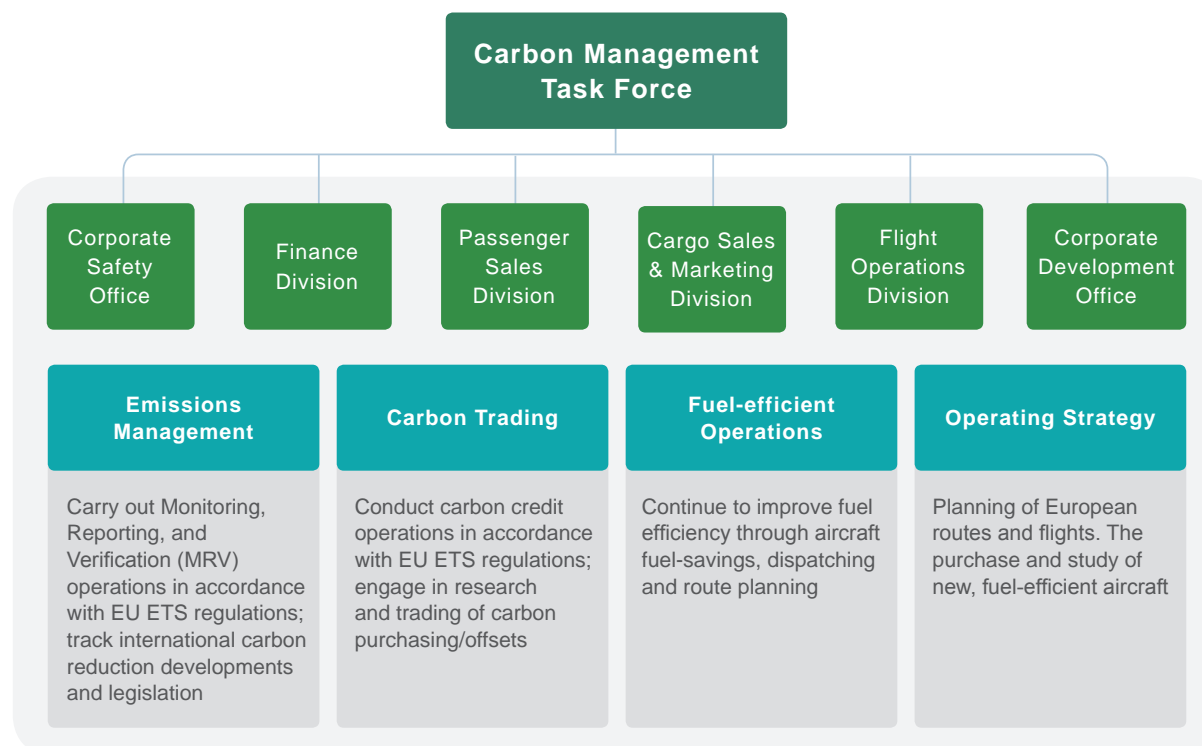 Carbon Management
Task Force
Corporate
Safety
Office
Finance
Division
Passenger
Sales
Division
Cargo Sales
& Marketing
Division
Flight
Operations
Division
Corporate
Development
Office
Emissions
Management
Carry out Monitoring,
Reporting, and
Verification (MRV)
operations in accordance
with EU ETS regulations;
track international carbon
reduction developments
and legislation
Carbon Trading
Conduct carbon credit
operations in accordance
with EU ETS regulations;
engage in research
and trading of carbon
purchasing/offsets
Fuel-efficient
Operations
Continue to improve fuel
efficiency through aircraft
fuel-savings, dispatching
and route planning
Operating Strategy
Planning of European
routes and flights. The
purchase and study of
new, fuel-efficient aircraft